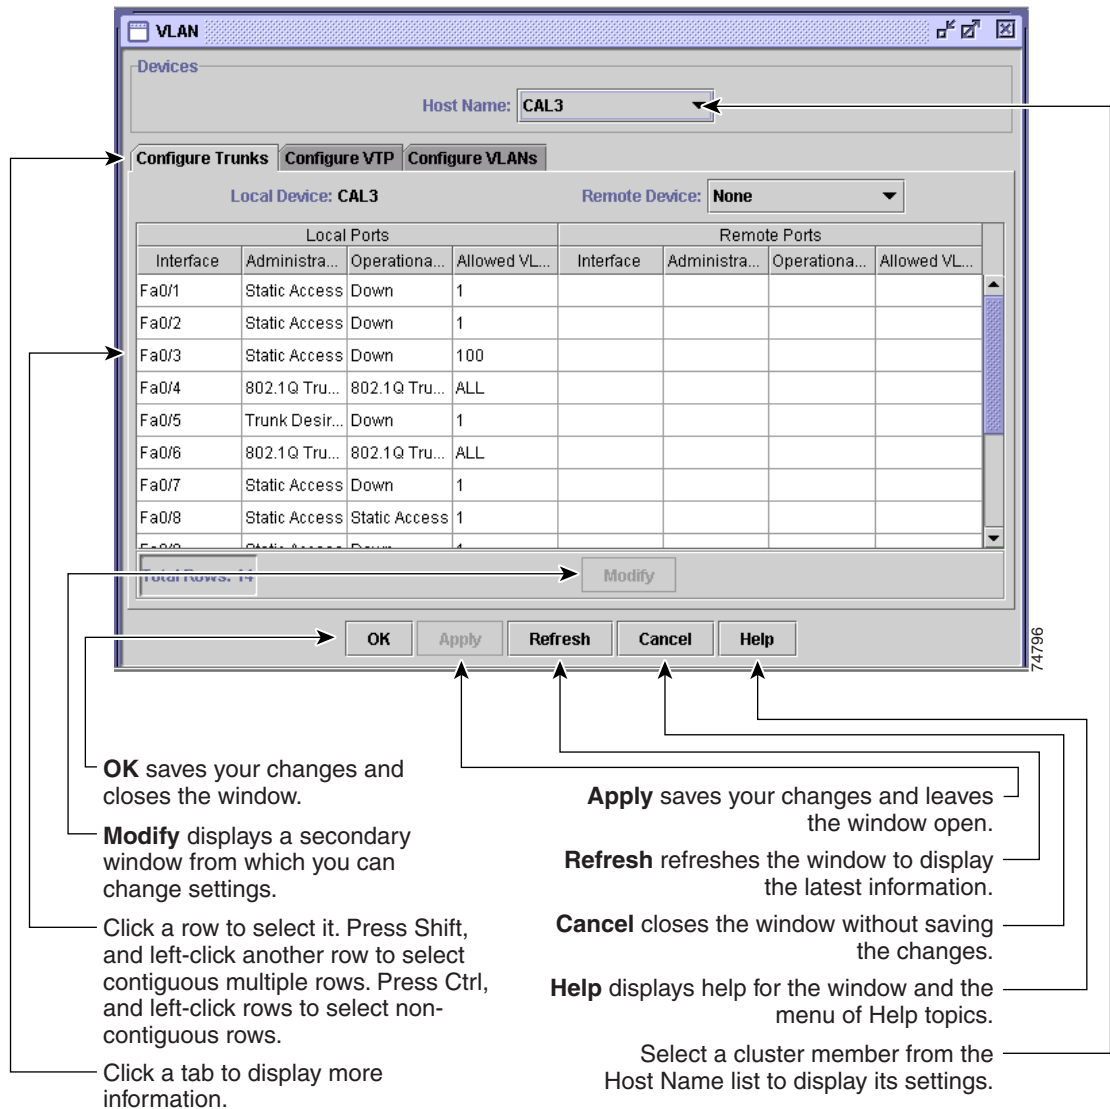 VLAN
Devices
Host Name: CAL3
Configure Trunks Configure VTP Configure VLANs
Local Device: CAL3 Remote Device: None
Local Ports Remote Ports
Interface Administra... Operationa... Allowed VL... Interface Administra... Operationa... Allowed VL...
Fa0/1 Static Access Down 1
Fa0/2 Static Access Down 1
Fa0/3 Static Access Down 100
Fa0/4 802.1Q Tru... 802.1Q Tru... ALL
Fa0/5 Trunk Desir... Down 1
Fa0/6 802.1Q Tru... 802.1Q Tru... ALL
Fa0/7 Static Access Down 1
Fa0/8 Static Access Static Access 1
Total Rows: 14 Modify
OK Apply Refresh Cancel Help
74796
OK saves your changes and
closes the window.
Modify displays a secondary
window from which you can
change settings.
Click a row to select it. Press Shift,
and left-click another row to select
contiguous multiple rows. Press Ctrl,
and left-click rows to select non-
contiguous rows.
Click a tab to display more
information.
Apply saves your changes and leaves
the window open.
Refresh refreshes the window to display
the latest information.
Cancel closes the window without saving
the changes.
Help displays help for the window and the
menu of Help topics.
Select a cluster member from the
Host Name list to display its settings.